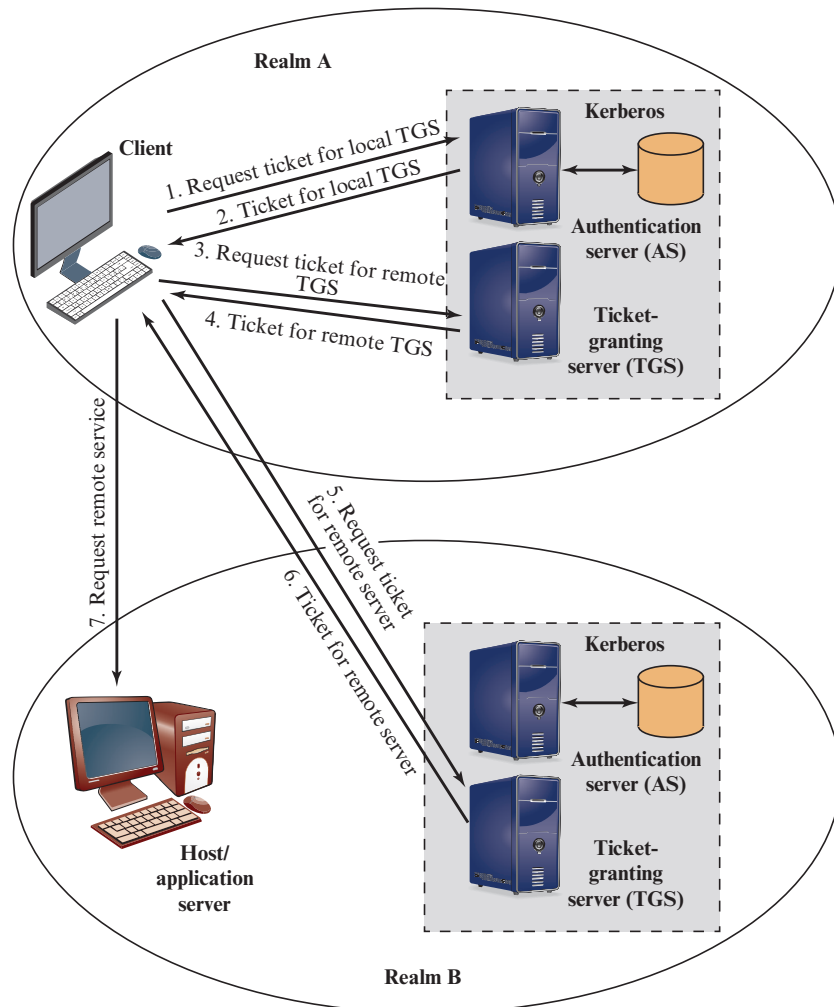 Realm A
Client
Kerberos
1. Request ticket for local TGS
2. Ticket for local TGS
Authentication
server (AS)
3. Request ticket for remote
TGS
4. Ticket for remote TGS
Ticket-
granting
server (TGS)
7. Request remote service
5. Request ticket
for remote server
6. Ticket for remote server
Kerberos
Authentication
server (AS)
Host/
application
server
Ticket-
granting
server (TGS)
Realm B